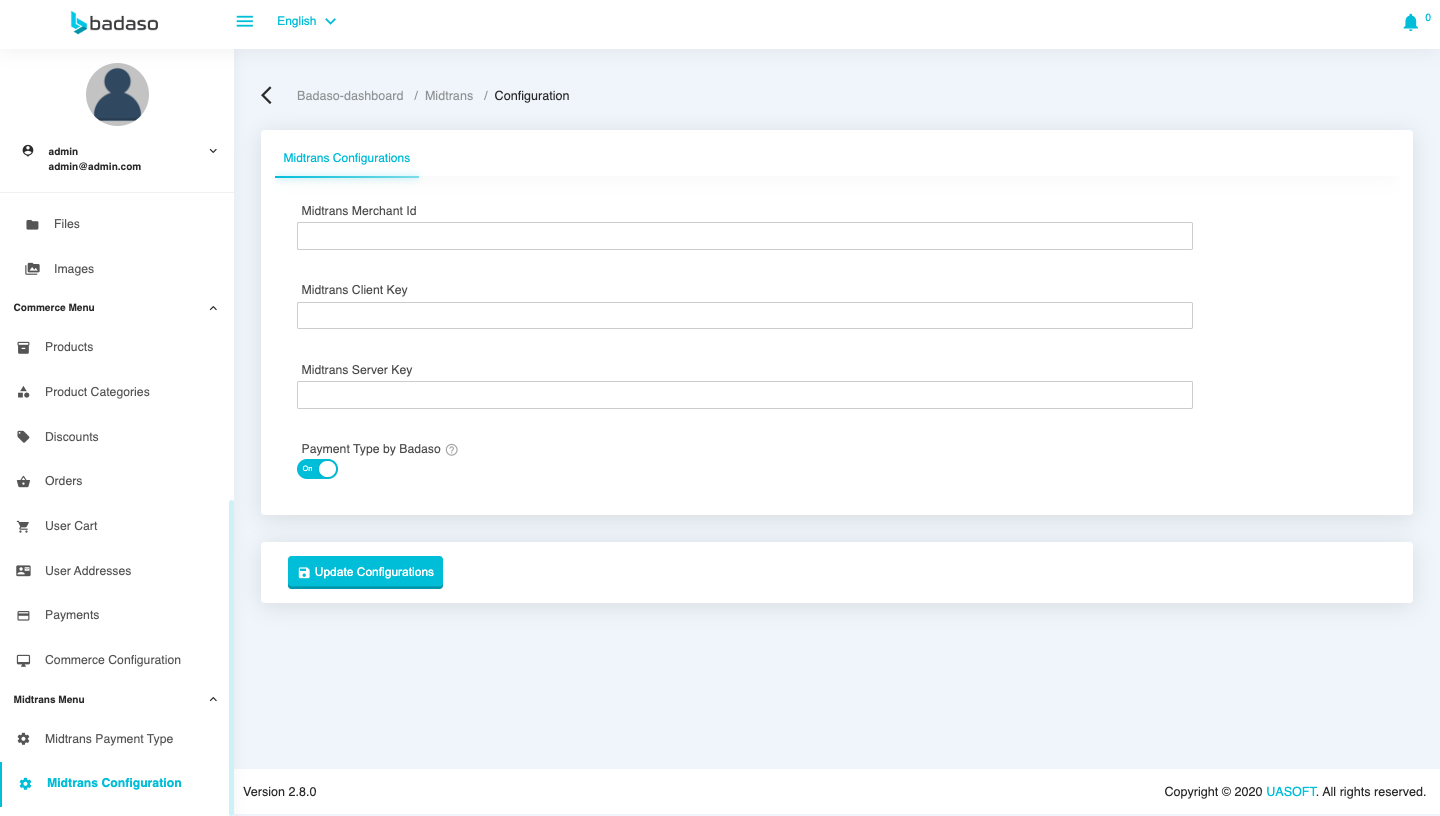 badaso
English
0
admin
admin@admin.com
Files
Images
Commerce Menu
Products
Product Categories
Discounts
Orders
User Cart
User Addresses
Payments
Commerce Configuration
Midtrans Menu
Midtrans Payment Type
Midtrans Configuration
Badaso-dashboard / Midtrans / Configuration
Midtrans Configurations
Midtrans Merchant Id
Midtrans Client Key
Midtrans Server Key
Payment Type by Badaso ?
On
Update Configurations
Version 2.8.0
Copyright © 2020 UASOFT. All rights reserved.